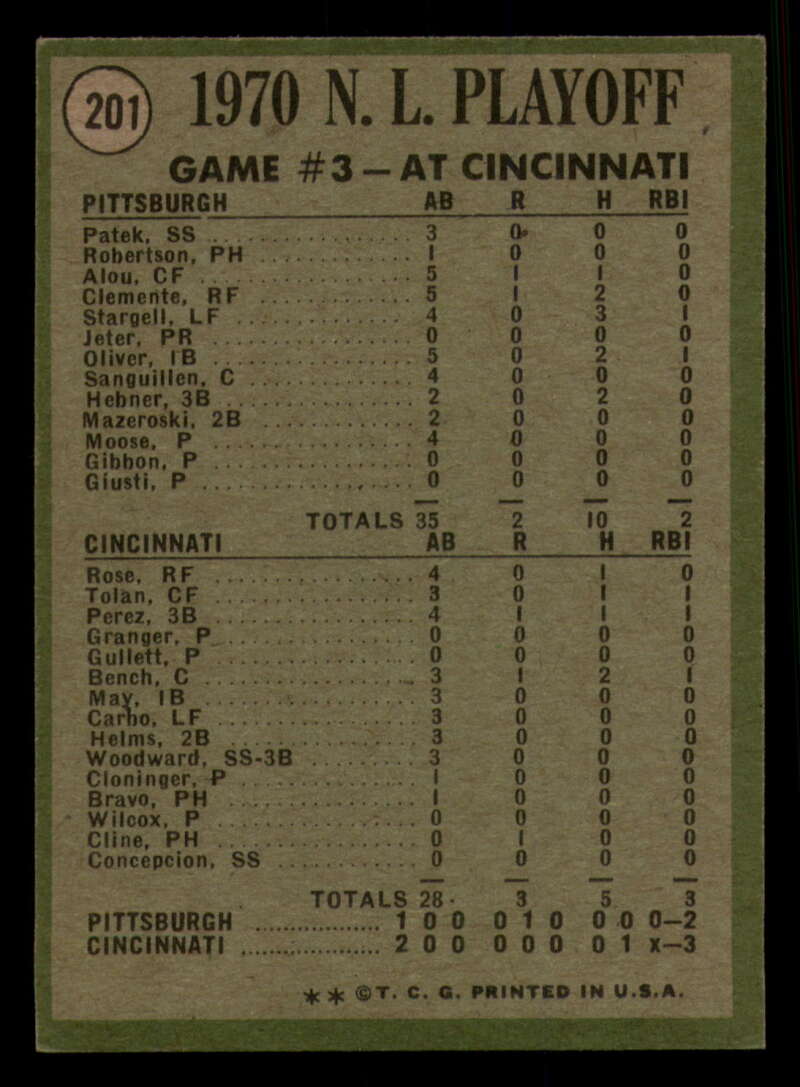 201
1970 N. L. PLAYOFF
GAME #3 – AT CINCINNATI
PITTSBURGH AB R H RBI
Patek, SS ................ 3 0 0 0
Robertson, PH ............. 1 0 0 0
Alou, CF ................ 5 1 1 0
Clemente, RF ............. 5 1 2 0
Stargell, LF .............. 4 0 3 1
Jeter, PR ................ 0 0 0 0
Oliver, 1B ................ 5 0 2 1
Sanguillen, C ............. 4 0 0 0
Hebner, 3B ............... 2 0 2 0
Mazeroski, 2B ............. 2 0 0 0
Moose, P ................ 4 0 0 0
Gibbon, P ................ 0 0 0 0
Giusti, P ................. 0 0 0 0
TOTALS 35 2 10 2
CINCINNATI AB R H RBI
Rose, RF ................ 4 0 1 0
Tolan, CF ................ 3 0 1 1
Perez, 3B ................ 4 1 1 1
Granger, P ................ 0 0 0 0
Gullett, P ................ 0 0 0 0
Bench, C ................. 3 1 2 1
May, 1B ................. 3 0 0 0
Carbo, LF ................ 3 0 0 0
Helms, 2B ............... 3 0 0 0
Woodward, SS-3B ......... 3 0 0 0
Cloninger, P .............. 1 0 0 0
Bravo, PH ............... 1 0 0 0
Wilcox, P ................ 0 0 0 0
Cline, PH ................ 0 1 0 0
Concepcion, SS ............ 0 0 0 0
TOTALS 28 3 5 3
PITTSBURGH ................. 1 0 0 0 1 0 0 0 0–2
CINCINNATI ................... 2 0 0 0 0 0 0 1 x–3
** ©T. C. G. PRINTED IN U.S.A.